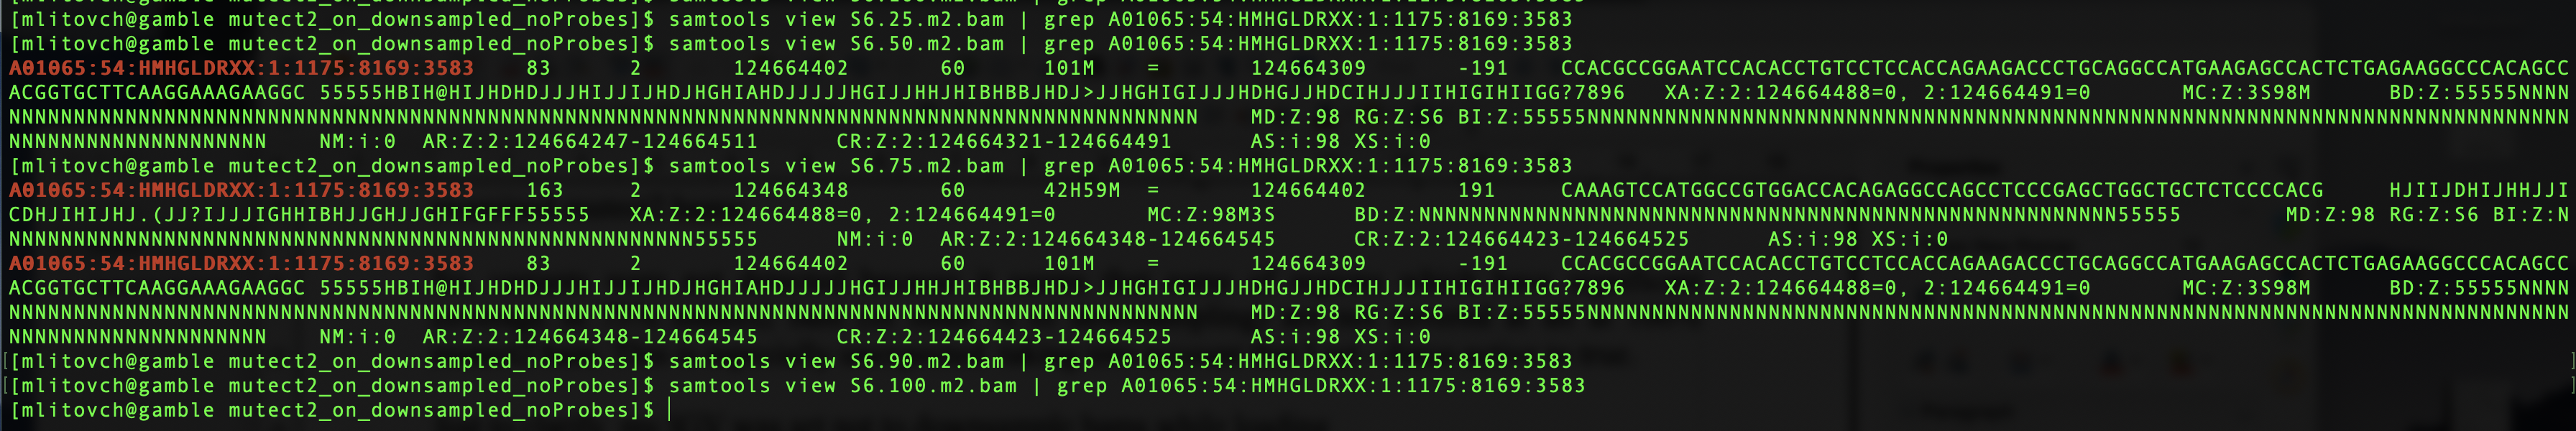 [mlitovch@gamble mutect2_on_downsampled_noProbes]$ samtools view S6.25.m2.bam | grep A01065:54:HMHGLDRXX:1:1175:8169:3583
[mlitovch@gamble mutect2_on_downsampled_noProbes]$ samtools view S6.50.m2.bam | grep A01065:54:HMHGLDRXX:1:1175:8169:3583
A01065:54:HMHGLDRXX:1:1175:8169:3583 83 2 124664402 60 101M = 124664309 -191 CCACGCCGGAATCCACACCTGTCCTCCACCAGAAGACCCTGCAGGCCATGAAGAGCCACTCTGAGAAGGCCCACAGCC
ACGGTGCTTCAAGGAAAGAAGGC 55555HBIH@HIJHDHDJJJHIJJIJHDJHGHIAHDJJJJJHGIJJHHJHIBHBBJHDJ>JJHGHIGIJJJHDHGJJHDCIHJJJIIHIGIHIIGG?7896 XA:Z:2:124664488=0, 2:124664491=0 MC:Z:3S98M BD:Z:55555NNNN
NNNNNNNNNNNNNNNNNNNNNNNNNNNNNNNNNNNNNNNNNNNNNNNNNNNNNNNNNNNNNNNNNNNNNNNNNNNNNNNNNNNNNNNNNNNN MD:Z:98 RG:Z:S6 BI:Z:55555NNNNNNNNNNNNNNNNNNNNNNNNNNNNNNNNNNNNNNNNNNNNNNNNNNNNNNNNNNNNNNNNNNNNNNNNNNNN
NNNNNNNNNNNNNNNNNNNN NM:i:0 AR:Z:2:124664247-124664511 CR:Z:2:124664321-124664491 AS:i:98 XS:i:0
[mlitovch@gamble mutect2_on_downsampled_noProbes]$ samtools view S6.75.m2.bam | grep A01065:54:HMHGLDRXX:1:1175:8169:3583
A01065:54:HMHGLDRXX:1:1175:8169:3583 163 2 124664348 60 42H59M = 124664402 191 CAAAGTCCATGGCCGTGGACCACAGAGGCCAGCCTCCCGAGCTGGCTGCTCTCCCCACG HJIIJDHIJHHJJI
CDHJIHIJHJ.(JJ?IJJJIGHHIBHJJGHJJGHIFGFFF55555 XA:Z:2:124664488=0, 2:124664491=0 MC:Z:98M3S BD:Z:NNNNNNNNNNNNNNNNNNNNNNNNNNNNNNNNNNNNNNNNNNNNNNNNNNNNNN55555 MD:Z:98 RG:Z:S6 BI:Z:N
NNNNNNNNNNNNNNNNNNNNNNNNNNNNNNNNNNNNNNNNNNNNNNNNNNNNN55555 NM:i:0 AR:Z:2:124664348-124664545 CR:Z:2:124664423-124664525 AS:i:98 XS:i:0
A01065:54:HMHGLDRXX:1:1175:8169:3583 83 2 124664402 60 101M = 124664309 -191 CCACGCCGGAATCCACACCTGTCCTCCACCAGAAGACCCTGCAGGCCATGAAGAGCCACTCTGAGAAGGCCCACAGCC
ACGGTGCTTCAAGGAAAGAAGGC 55555HBIH@HIJHDHDJJJHIJJIJHDJHGHIAHDJJJJJHGIJJHHJHIBHBBJHDJ>JJHGHIGIJJJHDHGJJHDCIHJJJIIHIGIHIIGG?7896 XA:Z:2:124664488=0, 2:124664491=0 MC:Z:3S98M BD:Z:55555NNNN
NNNNNNNNNNNNNNNNNNNNNNNNNNNNNNNNNNNNNNNNNNNNNNNNNNNNNNNNNNNNNNNNNNNNNNNNNNNNNNNNNNNNNNNNNNNN MD:Z:98 RG:Z:S6 BI:Z:55555NNNNNNNNNNNNNNNNNNNNNNNNNNNNNNNNNNNNNNNNNNNNNNNNNNNNNNNNNNNNNNNNNNNNNNNNNNNN
NNNNNNNNNNNNNNNNNNNN NM:i:0 AR:Z:2:124664348-124664545 CR:Z:2:124664423-124664525 AS:i:98 XS:i:0
[[mlitovch@gamble mutect2_on_downsampled_noProbes]$ samtools view S6.90.m2.bam | grep A01065:54:HMHGLDRXX:1:1175:8169:3583 ]
[[mlitovch@gamble mutect2_on_downsampled_noProbes]$ samtools view S6.100.m2.bam | grep A01065:54:HMHGLDRXX:1:1175:8169:3583 ]
[mlitovch@gamble mutect2_on_downsampled_noProbes]$